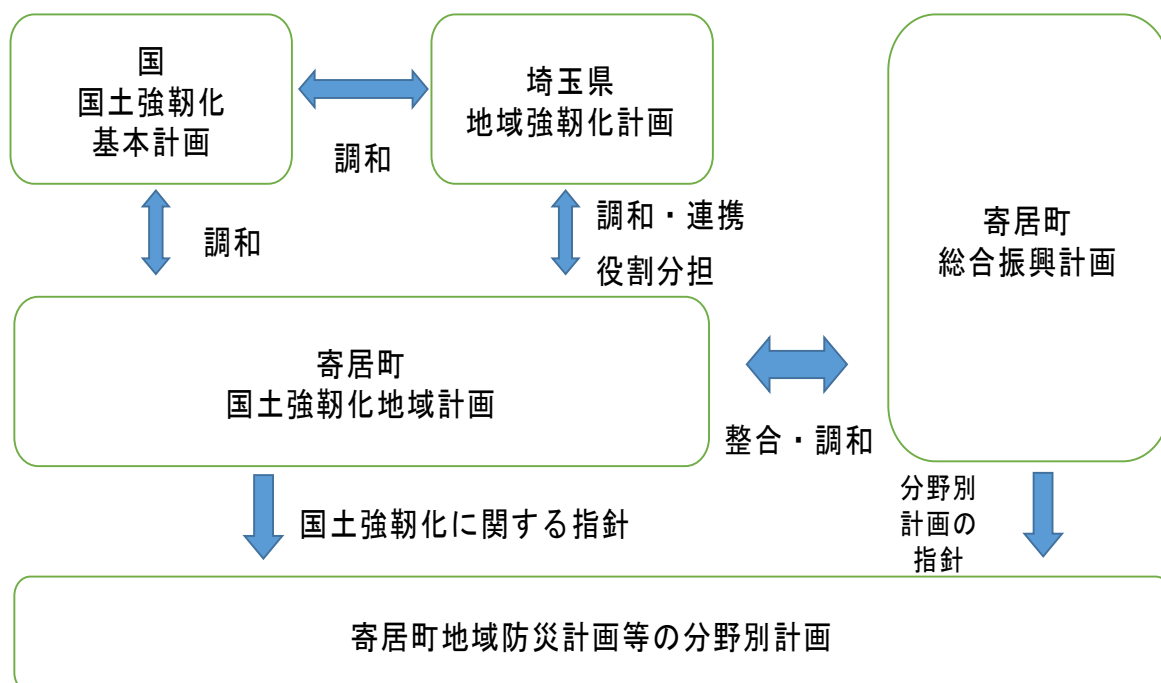 国
国土強靭化
基本計画
調和
埼玉県
地域強靭化計画
調和
調和・連携
役割分担
寄居町
総合振興計画
寄居町
国土強靭化地域計画
整合・調和
国土強靭化に関する指針
分野別
計画の
指針
寄居町地域防災計画等の分野別計画